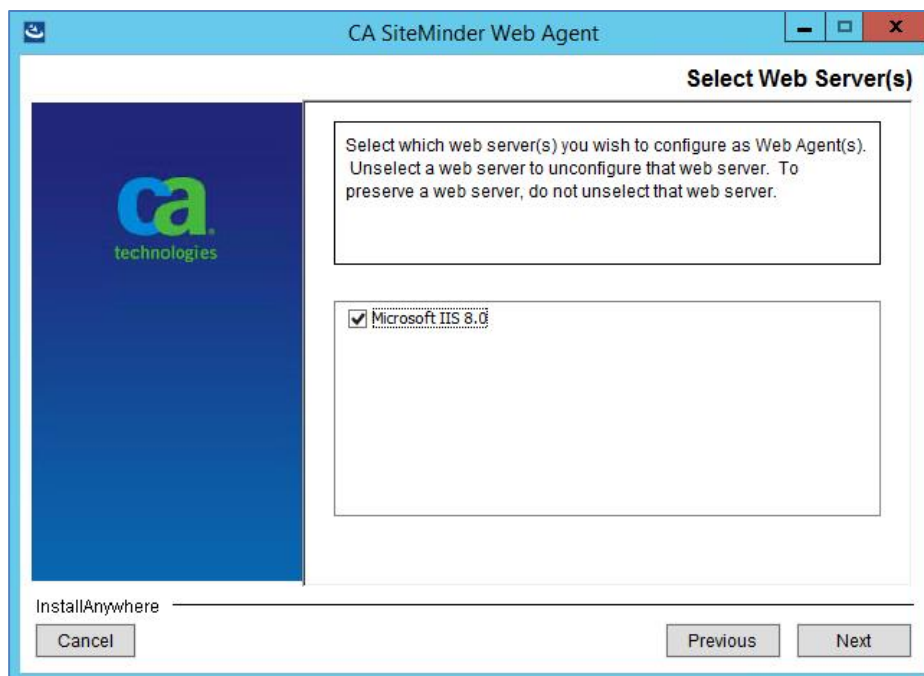 CA SiteMinder Web Agent
Select Web Server(s)
ca
technologies
Select which web server(s) you wish to configure as Web Agent(s).
Unselect a web server to unconfigure that web server. To
preserve a web server, do not unselect that web server.
Microsoft IIS 8.0
InstallAnywhere
Cancel
Previous
Next